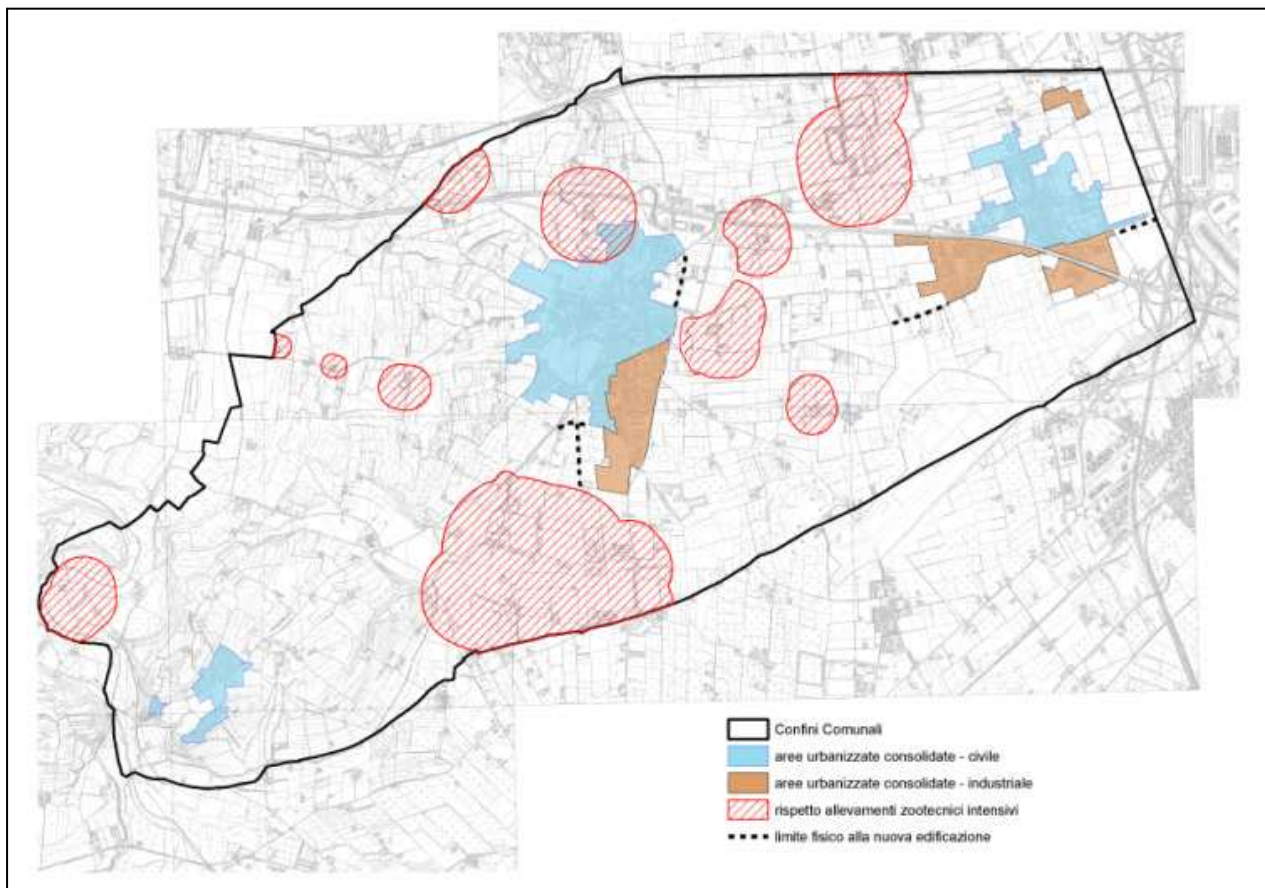 Confini Comunali
aree urbanizzate consolidate - civile
aree urbanizzate consolidate - industriale
rispetto allevamenti zootecnici intensivi
limite fisico alla nuova edificazione